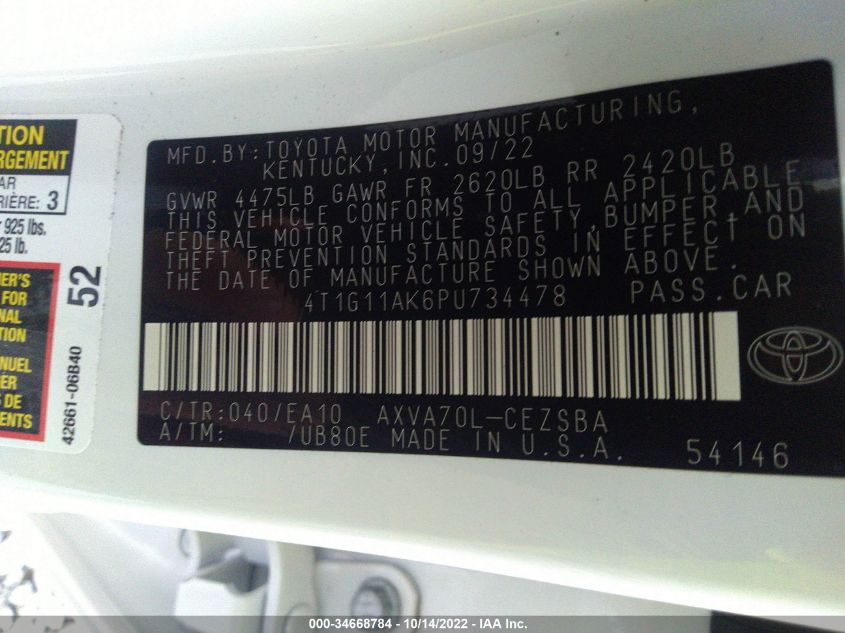 TION
RGEMENT
AR
RIÈRE: 3
925 lbs.
25 lb.
ER'S
FOR
NAL
TION
NUEL
ER
DES
ENTS
52
42661-06B40
MFD.BY:TOYOTA MOTOR MANUFACTURING,
KENTUCKY,INC.09/22
GVWR 4475LB GAWR FR 2620LB RR 2420LB
THIS VEHICLE CONFORMS TO ALL APPLICABLE
FEDERAL MOTOR VEHICLE SAFETY,BUMPER,AND
THEFT PREVENTION STANDARDS IN EFFECT ON
THE DATE OF MANUFACTURE SHOWN ABOVE.
4T1G11AK6PU734478 PASS.CAR
C/TR:040/EA10 AXVA70L-CEZSBA
A/TM: /UB80E MADE IN U.S.A. 54146
000-34668784 - 10/14/2022 - IAA Inc.